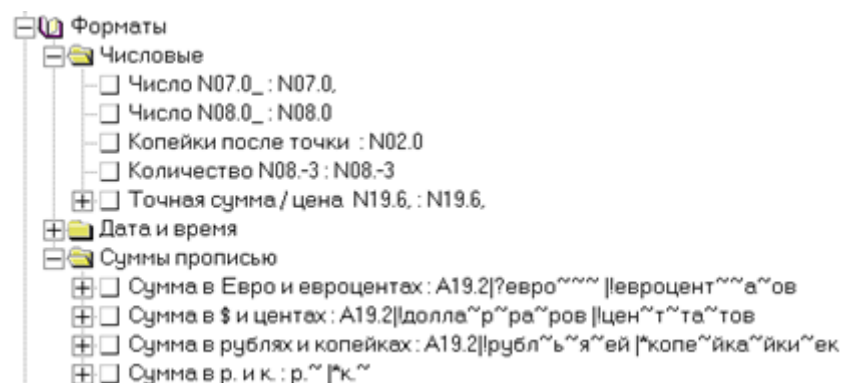 Форматы
Числовые
Число N07.0_ : N07.0,
Число N08.0_ : N08.0
Копейки после точки : N02.0
Количество N08.-3 : N08.-3
Точная сумма / цена N19.6, : N19.6,
Дата и время
Суммы прописью
Сумма в Евро и евроцентах : A19.2|?евро~~~ |!евроцент~~а~ов
Сумма в $ и центах : A19.2|!долла~р~ра~ров |!цен~т~та~тов
Сумма в рублях и копейках : A19.2|!рубл~ь~я~ей |*копе~йка~йки~ек
Сумма в р. и к. : р.~ |*к.~